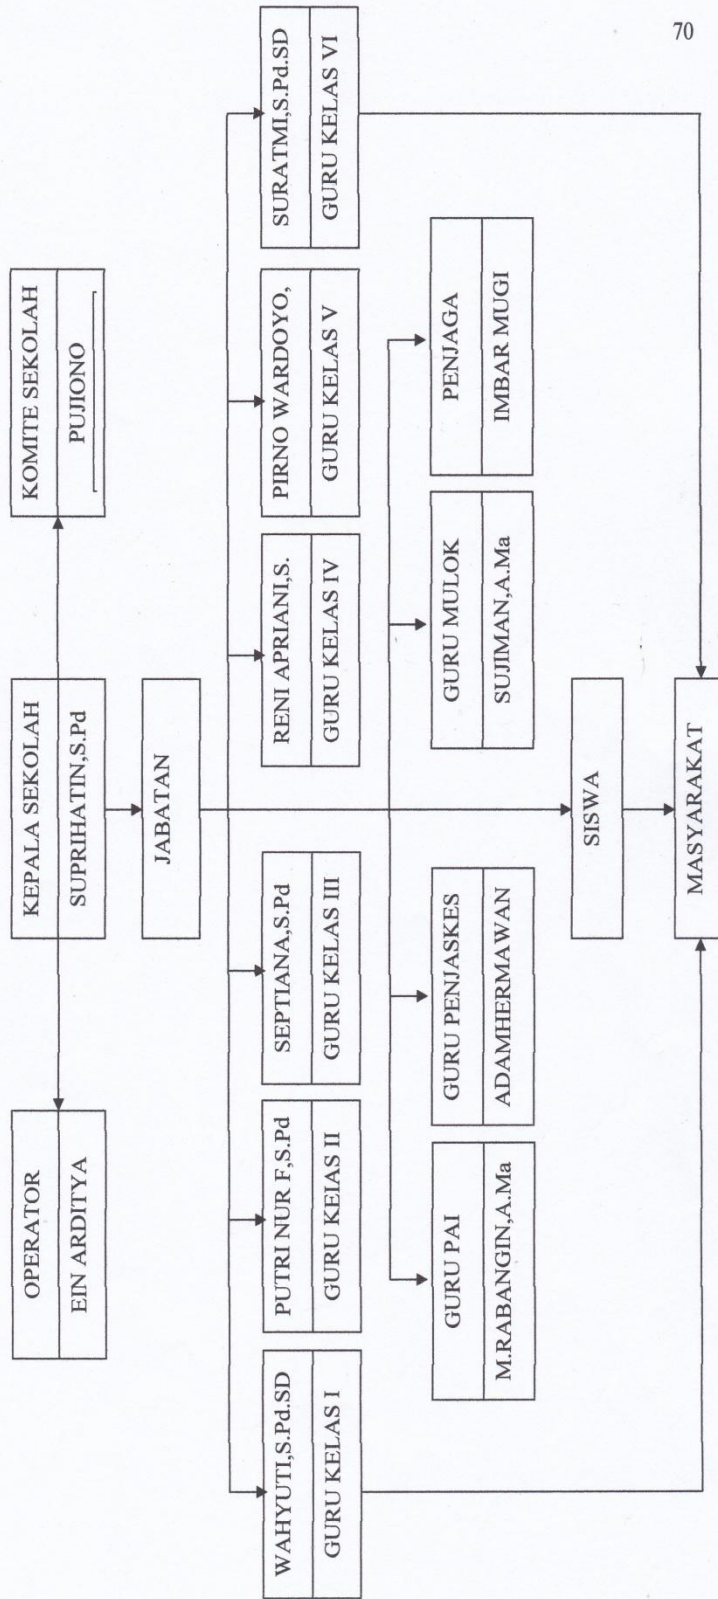 70
OPERATOR
EIN ARDITYA
KEPALA SEKOLAH
SUPRIHATIN,S.Pd
KOMITE SEKOLAH
PUJIONO
JABATAN
WAHYUTI,S.Pd.SD
GURU KELAS I
PUTRI NUR F,S.Pd
GURU KEIAS II
SEPTIANA,S.Pd
GURU KELAS III
RENI APRIANI,S.
GURU KELAS IV
PIRNO WARDOYO,
GURU KELAS V
SURATMI,S.Pd.SD
GURU KELAS VI
GURU PAI
M.RABANGIN,A.Ma
GURU PENJASKES
ADAMHERMAWAN
GURU MULOK
SUJIMAN,A.Ma
PENJAGA
IMBAR MUGI
SISWA
MASYARAKAT